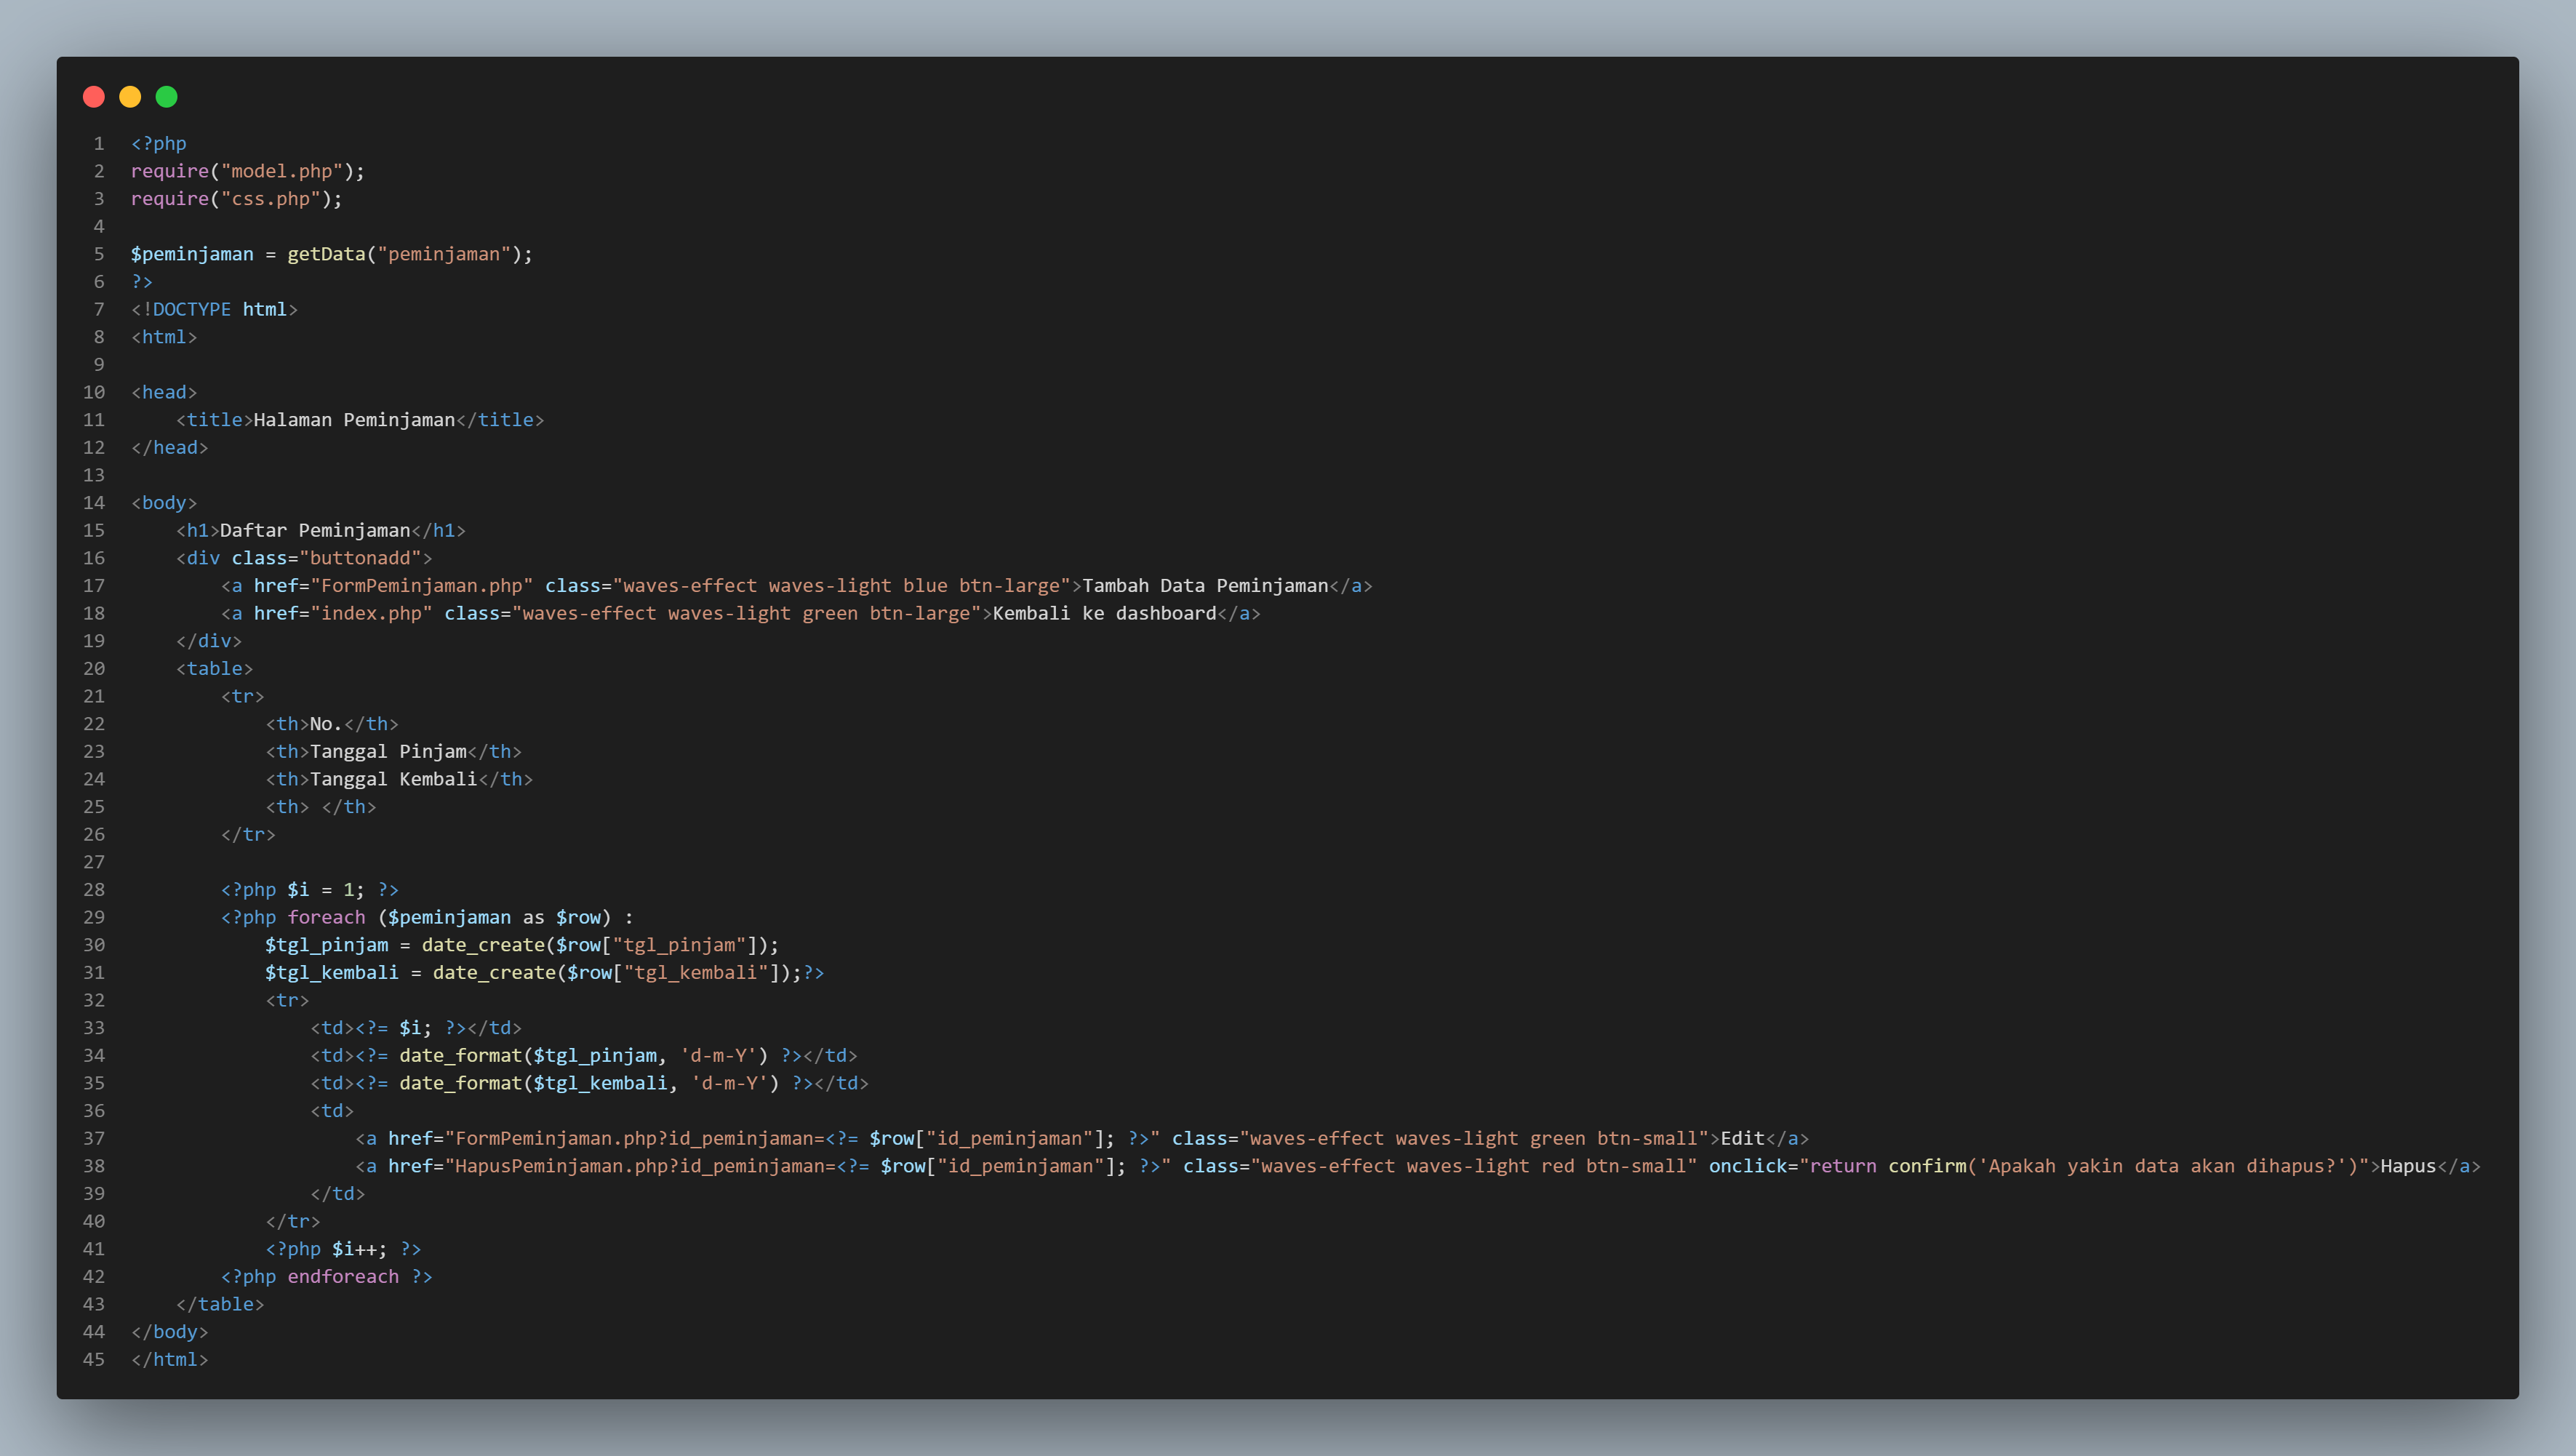 1 <?php
2 require("model.php");
3 require("css.php");
4
5 $peminjaman = getData("peminjaman");
6 ?>
7 <!DOCTYPE html>
8 <html>
9
10 <head>
11     <title>Halaman Peminjaman</title>
12 </head>
13
14 <body>
15     <h1>Daftar Peminjaman</h1>
16     <div class="buttonadd">
17         <a href="FormPeminjaman.php" class="waves-effect waves-light blue btn-large">Tambah Data Peminjaman</a>
18         <a href="index.php" class="waves-effect waves-light green btn-large">Kembali ke dashboard</a>
19     </div>
20     <table>
21         <tr>
22             <th>No.</th>
23             <th>Tanggal Pinjam</th>
24             <th>Tanggal Kembali</th>
25             <th> </th>
26         </tr>
27
28         <?php $i = 1; ?>
29         <?php foreach ($peminjaman as $row) :
30             $tgl_pinjam = date_create($row["tgl_pinjam"]);
31             $tgl_kembali = date_create($row["tgl_kembali"]);?>
32             <tr>
33                 <td><?= $i; ?></td>
34                 <td><?= date_format($tgl_pinjam, 'd-m-Y') ?></td>
35                 <td><?= date_format($tgl_kembali, 'd-m-Y') ?></td>
36                 <td>
37                     <a href="FormPeminjaman.php?id_peminjaman=<?= $row["id_peminjaman"]; ?>" class="waves-effect waves-light green btn-small">Edit</a>
38                     <a href="HapusPeminjaman.php?id_peminjaman=<?= $row["id_peminjaman"]; ?>" class="waves-effect waves-light red btn-small" onclick="return confirm('Apakah yakin data akan dihapus?')">Hapus</a>
39                 </td>
40             </tr>
41             <?php $i++; ?>
42         <?php endforeach ?>
43     </table>
44 </body>
45 </html>